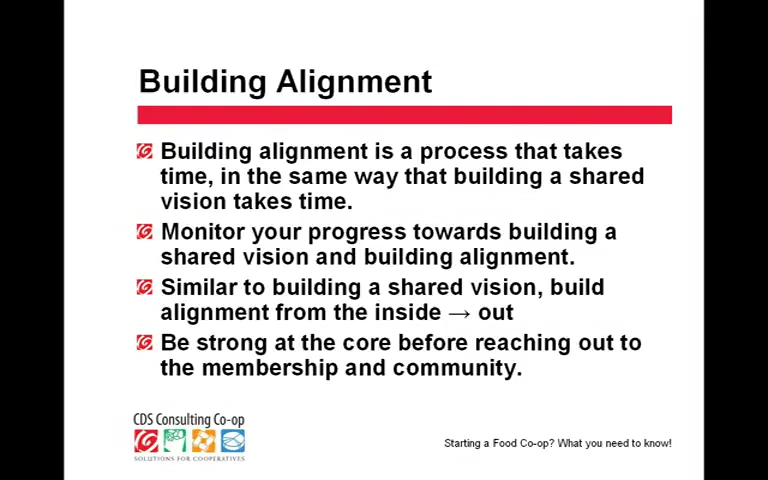 Building Alignment
Building alignment is a process that takes
time, in the same way that building a shared
vision takes time.
Monitor your progress towards building a
shared vision and building alignment.
Similar to building a shared vision, build
alignment from the inside → out
Be strong at the core before reaching out to
the membership and community.
CDS Consulting Co-op
SOLUTIONS FOR COOPERATIVES
Starting a Food Co-op? What you need to know!